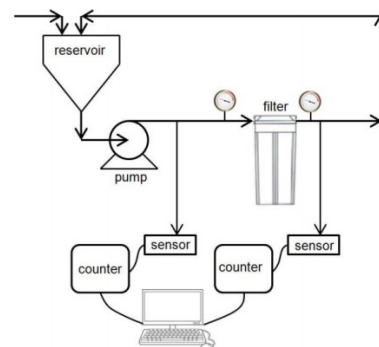 reservoir
filter
pump
sensor
sensor
counter
counter